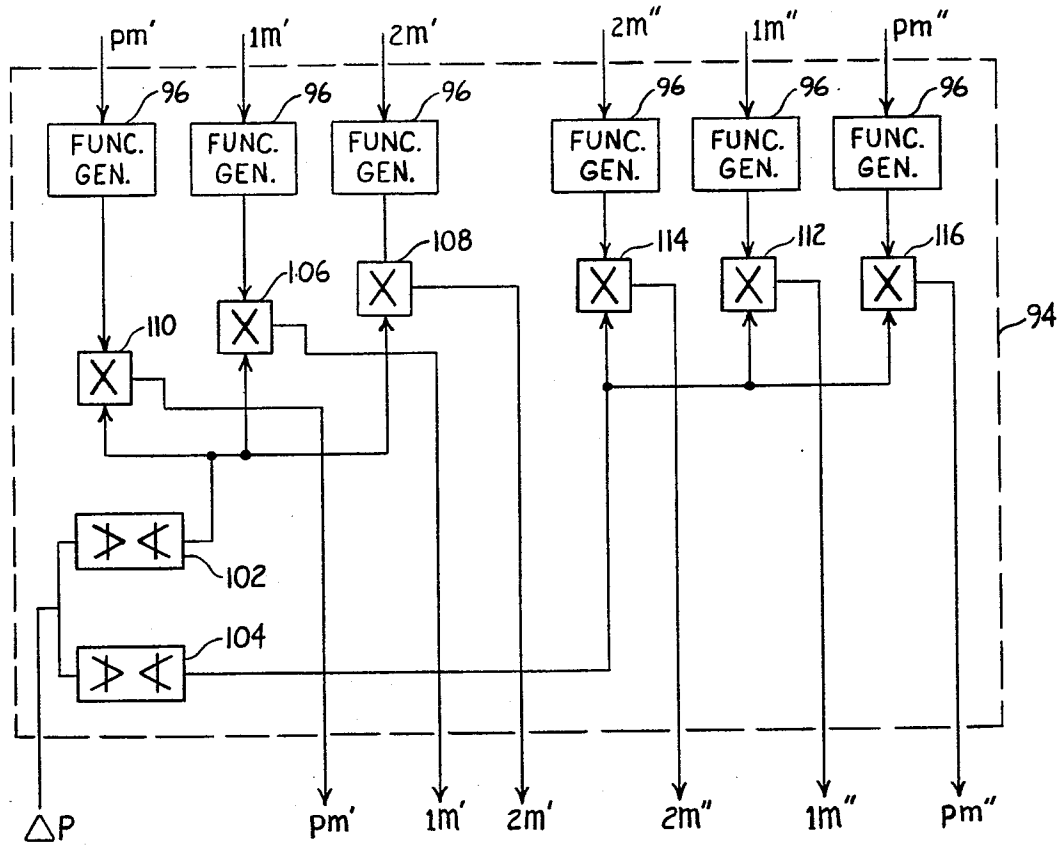 pm′ 1m′ 2m′ 2m″ 1m″ pm″
96 96 96 96 96 96
FUNC. GEN.
FUNC. GEN.
FUNC. GEN.
FUNC. GEN.
FUNC. GEN.
FUNC. GEN.
108 114 112 116
X X X X
106
X
94
110
X
102
104
△P pm′ 1m′ 2m′ 2m″ 1m″ pm″